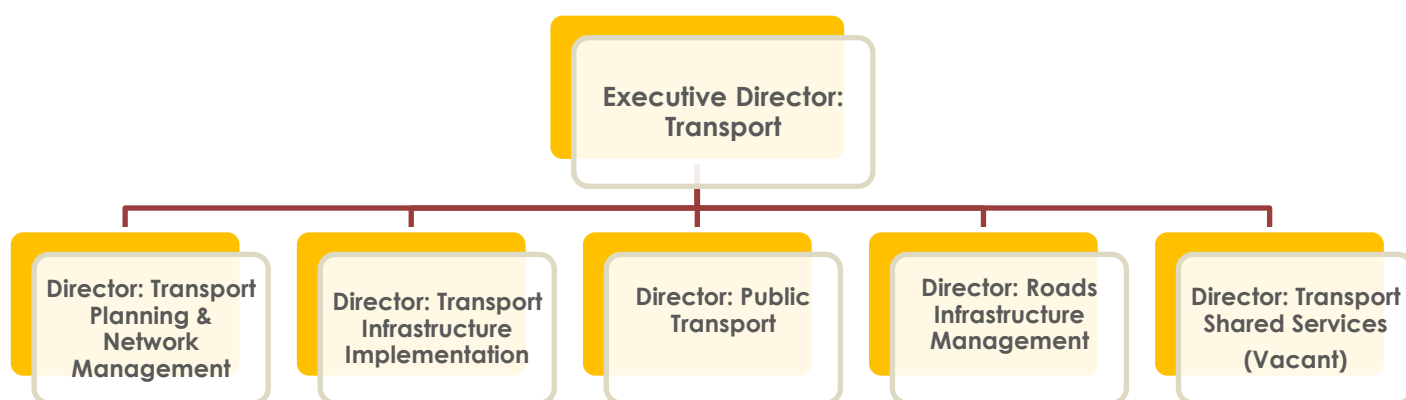 Executive Director:
Transport
Director: Transport
Planning &
Network
Management
Director: Transport
Infrastructure
Implementation
Director: Public
Transport
Director: Roads
Infrastructure
Management
Director: Transport
Shared Services
(Vacant)